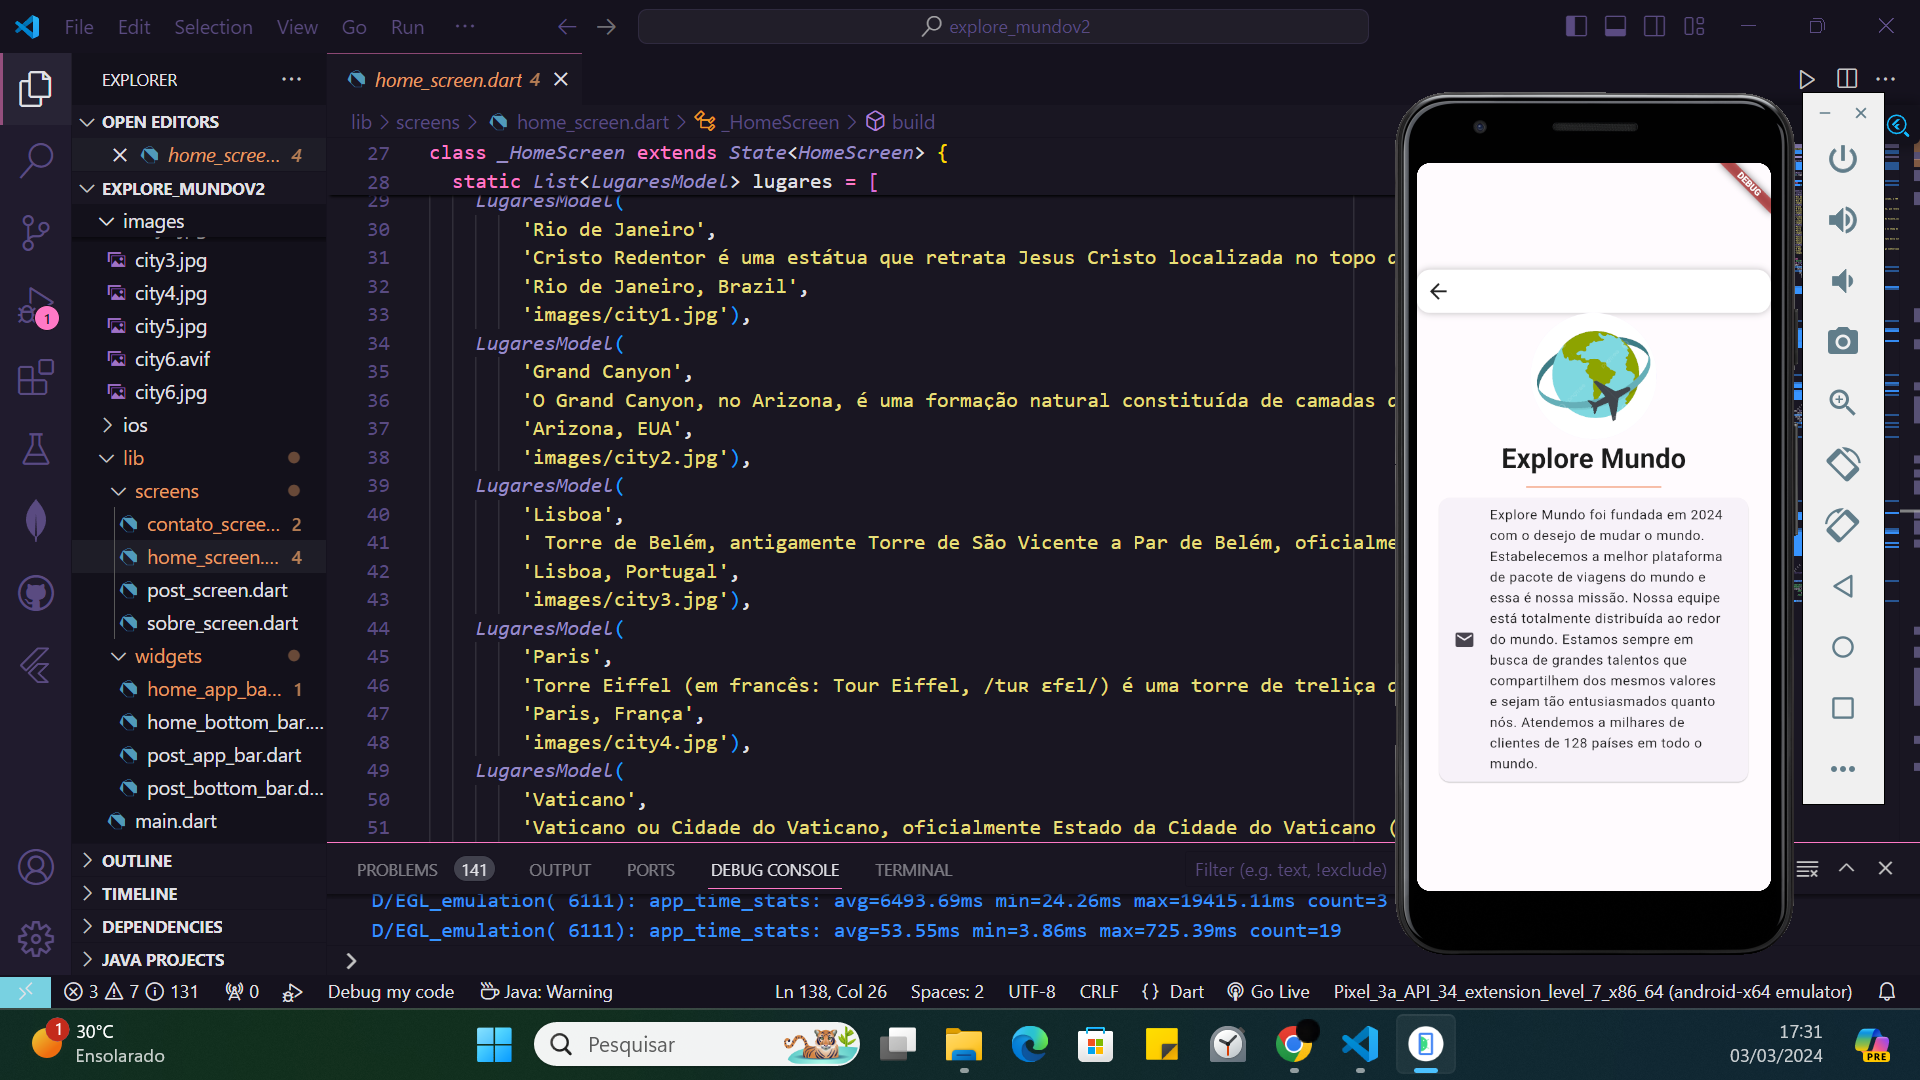 File Edit Selection View Go Run ···
explore_mundov2
EXPLORER
OPEN EDITORS
home_scree... 4
EXPLORE_MUNDOV2
images
city3.jpg
city4.jpg
city5.jpg
city6.avif
city6.jpg
ios
lib
screens
contato_scree... 2
home_screen.... 4
post_screen.dart
sobre_screen.dart
widgets
home_app_ba... 1
home_bottom_bar....
post_app_bar.dart
post_bottom_bar.d...
main.dart
OUTLINE
TIMELINE
DEPENDENCIES
JAVA PROJECTS
1
home_screen.dart 4
lib > screens > home_screen.dart > _HomeScreen > build
27 class _HomeScreen extends State<HomeScreen> {
28 static List<LugaresModel> lugares = [
29 LugaresModel(
30 'Rio de Janeiro',
31 'Cristo Redentor é uma estátua que retrata Jesus Cristo localizada no topo
32 'Rio de Janeiro, Brazil',
33 'images/city1.jpg'),
34 LugaresModel(
35 'Grand Canyon',
36 'O Grand Canyon, no Arizona, é uma formação natural constituída de camadas
37 'Arizona, EUA',
38 'images/city2.jpg'),
39 LugaresModel(
40 'Lisboa',
41 ' Torre de Belém, antigamente Torre de São Vicente a Par de Belém, oficialme
42 'Lisboa, Portugal',
43 'images/city3.jpg'),
44 LugaresModel(
45 'Paris',
46 'Torre Eiffel (em francês: Tour Eiffel, /tuʀ ɛfɛl/) é uma torre de treliça
47 'Paris, França',
48 'images/city4.jpg'),
49 LugaresModel(
50 'Vaticano',
51 'Vaticano ou Cidade do Vaticano, oficialmente Estado da Cidade do Vaticano (
DEBUG
Explore Mundo
Explore Mundo foi fundada em 2024
com o desejo de mudar o mundo.
Estabelecemos a melhor plataforma
de pacote de viagens do mundo e
essa é nossa missão. Nossa equipe
está totalmente distribuída ao redor
do mundo. Estamos sempre em
busca de grandes talentos que
compartilhem dos mesmos valores
e sejam tão entusiasmados quanto
nós. Atendemos a milhares de
clientes de 128 países em todo o
mundo.
PROBLEMS 141 OUTPUT PORTS DEBUG CONSOLE TERMINAL Filter (e.g. text, !exclude)
D/EGL_emulation( 6111): app_time_stats: avg=6493.69ms min=24.26ms max=19415.11ms count=3
D/EGL_emulation( 6111): app_time_stats: avg=53.55ms min=3.86ms max=725.39ms count=19
3 7 131 0 Debug my code Java: Warning Ln 138, Col 26 Spaces: 2 UTF-8 CRLF {} Dart Go Live Pixel_3a_API_34_extension_level_7_x86_64 (android-x64 emulator)
1
30°C
Ensolarado
Pesquisar
17:31
03/03/2024
PRE